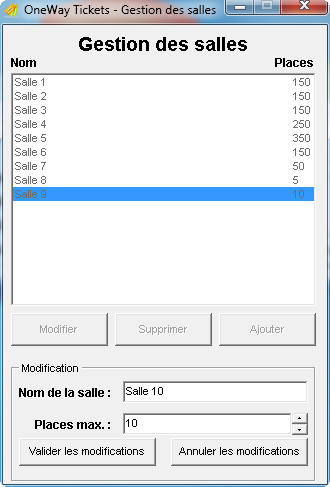 OneWay Tickets - Gestion des salles
Gestion des salles
Nom Places
Salle 1 150
Salle 2 150
Salle 3 150
Salle 4 250
Salle 5 350
Salle 6 150
Salle 7 50
Salle 8 5
Salle 9 10
Modifier Supprimer Ajouter
Modification
Nom de la salle : Salle 10
Places max. : 10
Valider les modifications Annuler les modifications